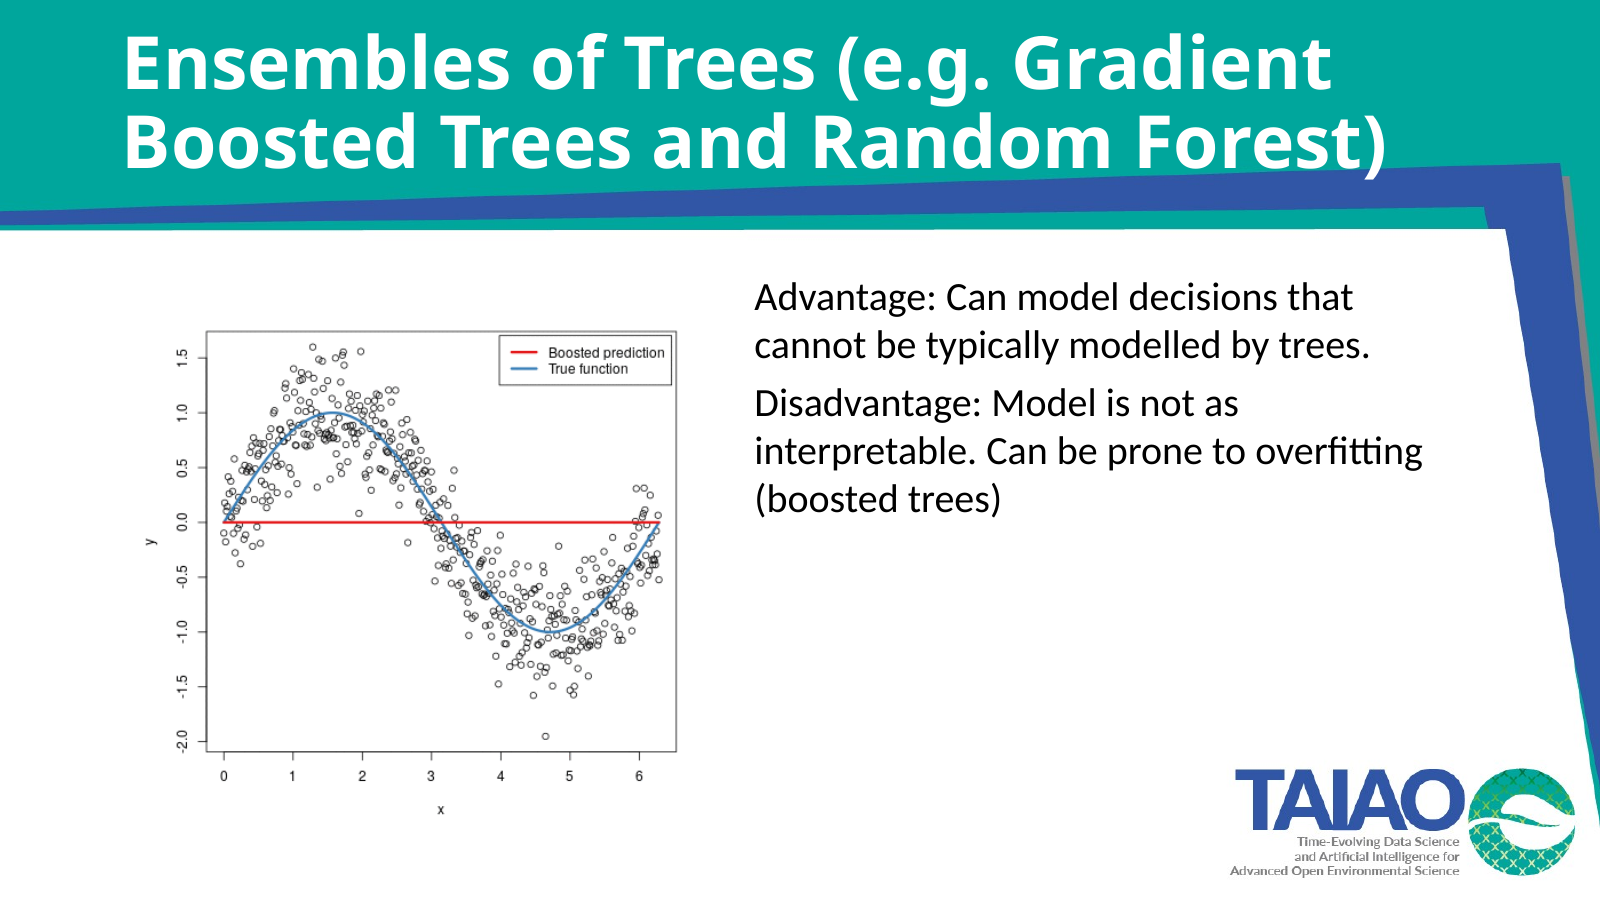 Ensembles of Trees (e.g. Gradient
Boosted Trees and Random Forest)
Advantage: Can model decisions that
cannot be typically modelled by trees.
Disadvantage: Model is not as
interpretable. Can be prone to overfitting
(boosted trees)
Boosted prediction
True function
1.5
1.0
0.5
0.0
-0.5
-1.0
-1.5
-2.0
y
0 1 2 3 4 5 6
x
TAIAO
Time-Evolving Data Science
and Artificial Intelligence for
Advanced Open Environmental Science